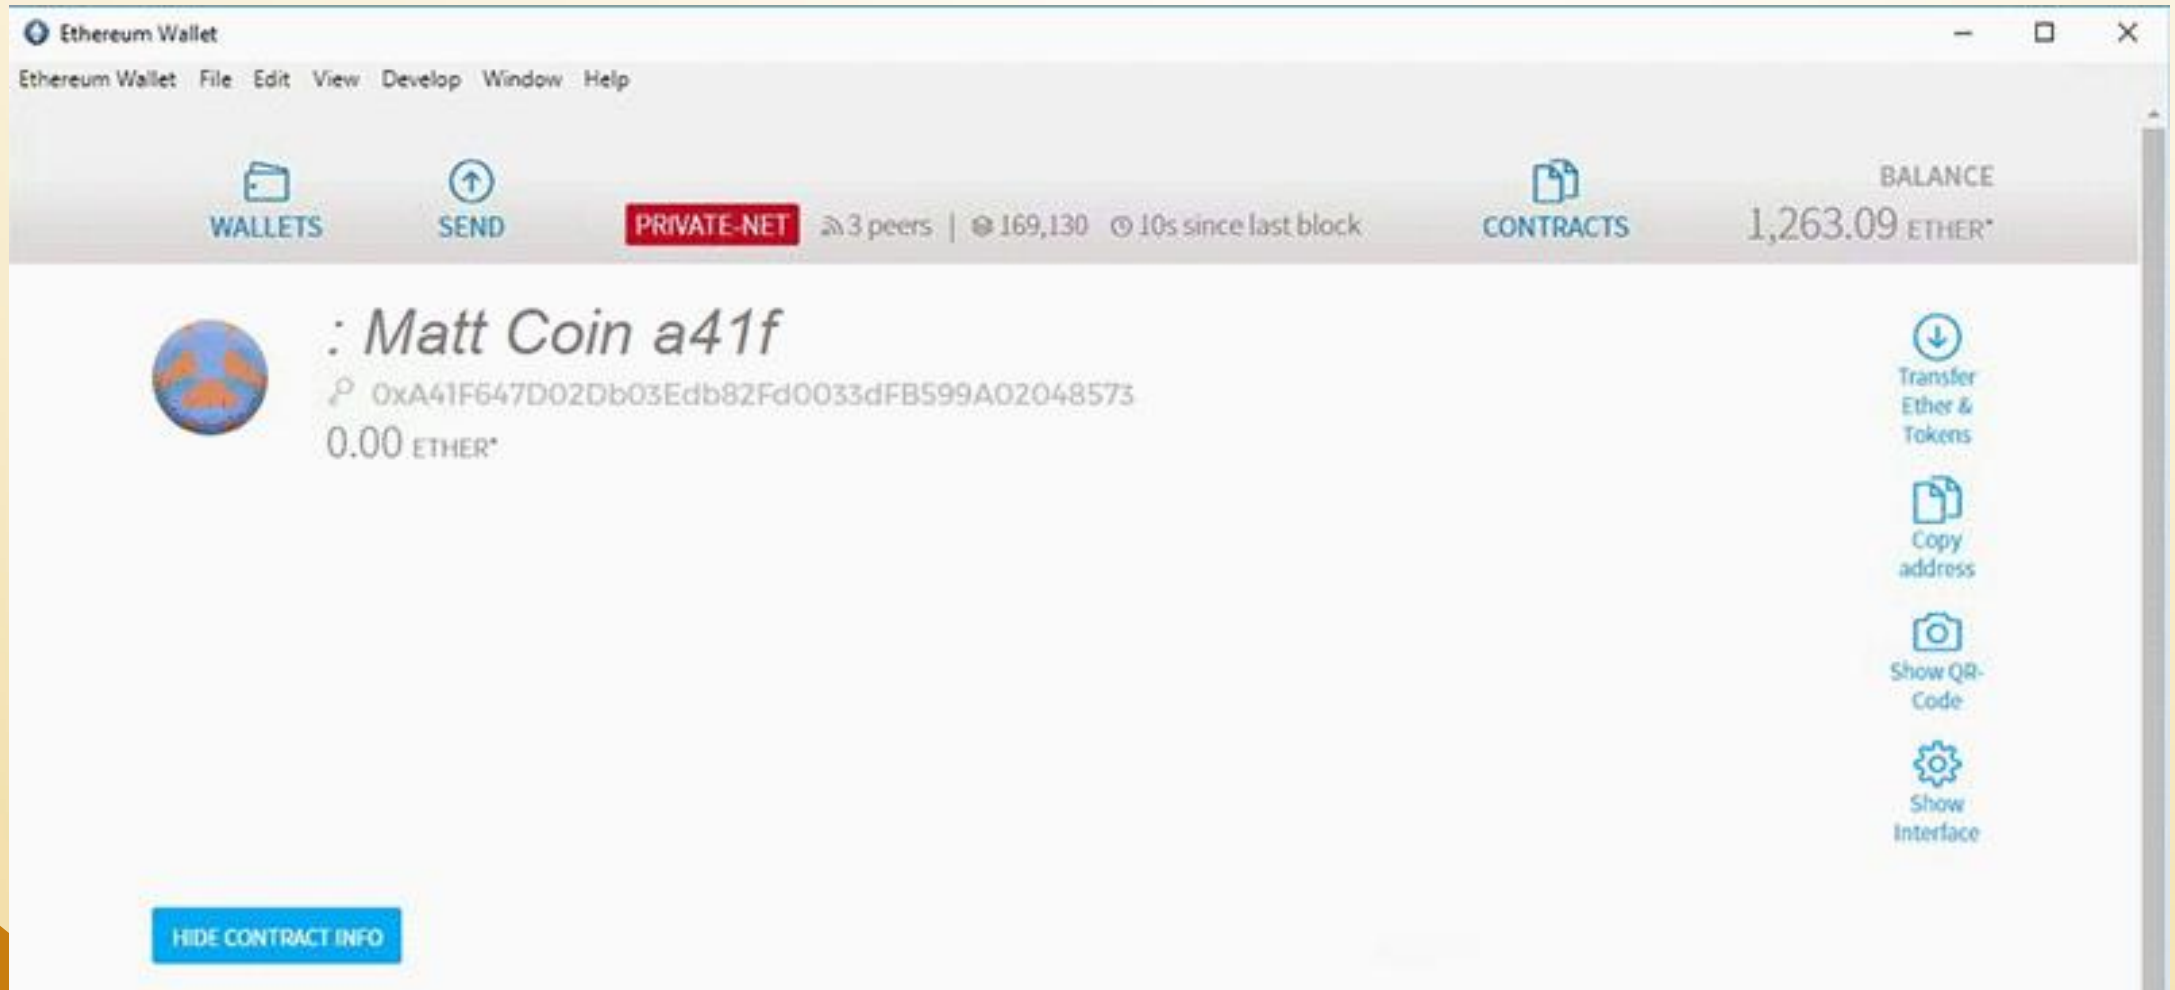 Ethereum Wallet
Ethereum Wallet File Edit View Develop Window Help
WALLETS
SEND
PRIVATE-NET 3 peers | 169,130 10s since last block
CONTRACTS
BALANCE
1,263.09 ETHER*
: Matt Coin a41f
0xA41F647D02Db03Edb82Fd0033dFB599A02048573
0.00 ETHER*
Transfer
Ether &
Tokens
Copy
address
Show QR-
Code
Show
Interface
HIDE CONTRACT INFO